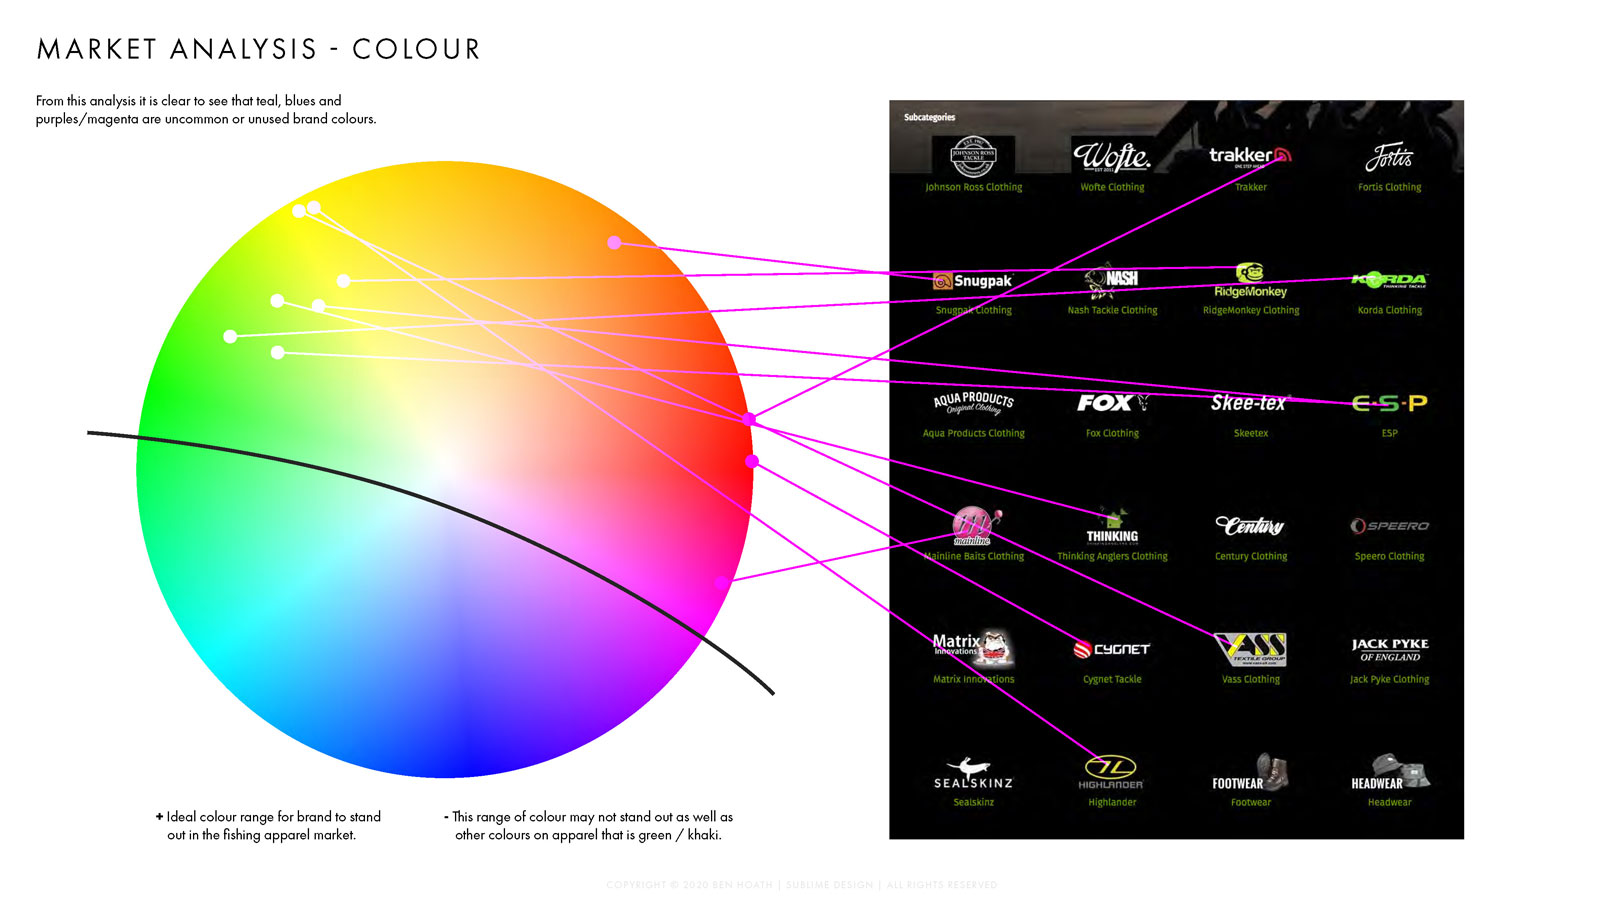 MARKET ANALYSIS - COLOUR
From this analysis it is clear to see that teal, blues and
purples/magenta are uncommon or unused brand colours.
Subcategories
JOHNSON ROSS
TACKLE
Wofte.
EST 2011
trakker
ONE STEP AHEAD
Fortis
Johnson Ross Clothing
Wofte Clothing
Trakker
Fortis Clothing
Snugpak
NASH
RidgeMonkey
KORDA
THINKING TACKLE
Snugpak Clothing
Nash Tackle Clothing
RidgeMonkey Clothing
Korda Clothing
AQUA PRODUCTS
Original Clothing
FOX
Skee-tex
E·S·P
Aqua Products Clothing
Fox Clothing
Skeetex
ESP
mainline
THINKING
Century
SPEERO
Mainline Baits Clothing
Thinking Anglers Clothing
Century Clothing
Speero Clothing
Matrix
Innovations
CYGNET
VASS
TEXTILE GROUP
JACK PYKE
OF ENGLAND
Matrix Innovations
Cygnet Tackle
Vass Clothing
Jack Pyke Clothing
SEALSKINZ
HIGHLANDER
FOOTWEAR
HEADWEAR
Sealskinz
Highlander
Footwear
Headwear
+ Ideal colour range for brand to stand
out in the fishing apparel market.
- This range of colour may not stand out as well as
other colours on apparel that is green / khaki.
COPYRIGHT © 2020 BEN HOATH | SUBLIME DESIGN | ALL RIGHTS RESERVED